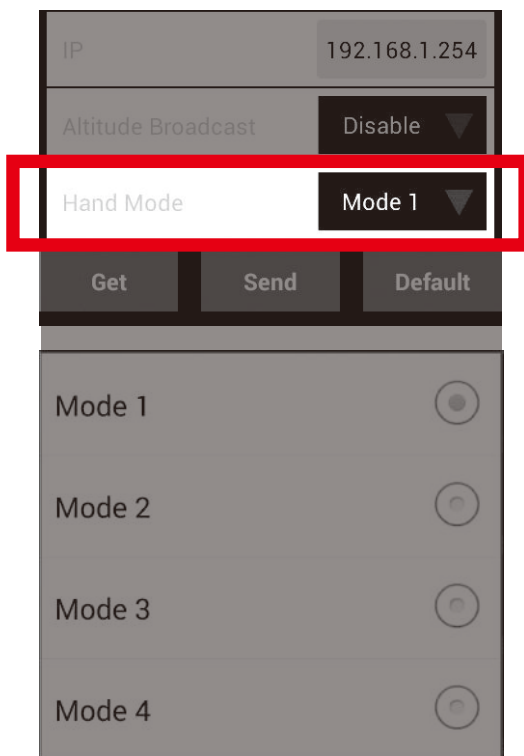 IP 192.168.1.254
Altitude Broadcast Disable
Hand Mode Mode 1
Get Send Default
Mode 1
Mode 2
Mode 3
Mode 4